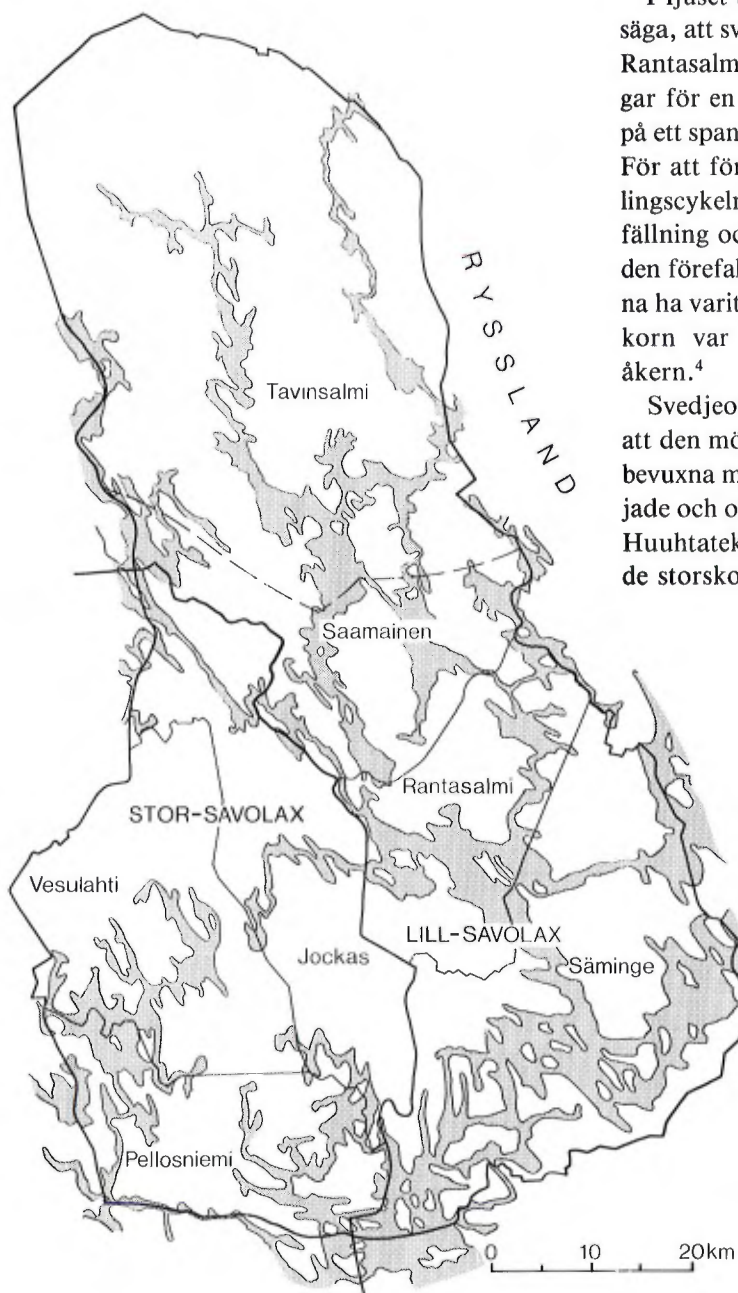 säga, att sv
Rantasalm
gar för en
på ett span
För att för
lingscykeln
fällning oc
den förefal
na ha varit
korn var
åkern.⁴
Svedjeo
att den mö
bevuxna m
jade och o
Huuhtatek
de storsko
RYSSLAND
Tavinsalmi
Saamainen
Rantasalmi
STOR-SAVOLAX
Vesulahti
LILL-SAVOLAX
Jockas
Säminge
Pellosniemi
0 10 20 km